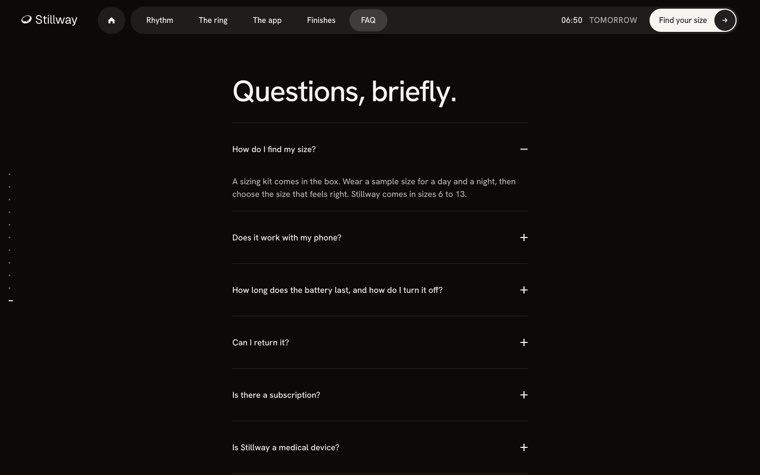 Stillway
Rhythm
The ring
The app
Finishes
FAQ
06:50 TOMORROW
Find your size
Questions, briefly.
How do I find my size?
A sizing kit comes in the box. Wear a sample size for a day and a night, then
choose the size that feels right. Stillway comes in sizes 6 to 13.
Does it work with my phone?
How long does the battery last, and how do I turn it off?
Can I return it?
Is there a subscription?
Is Stillway a medical device?